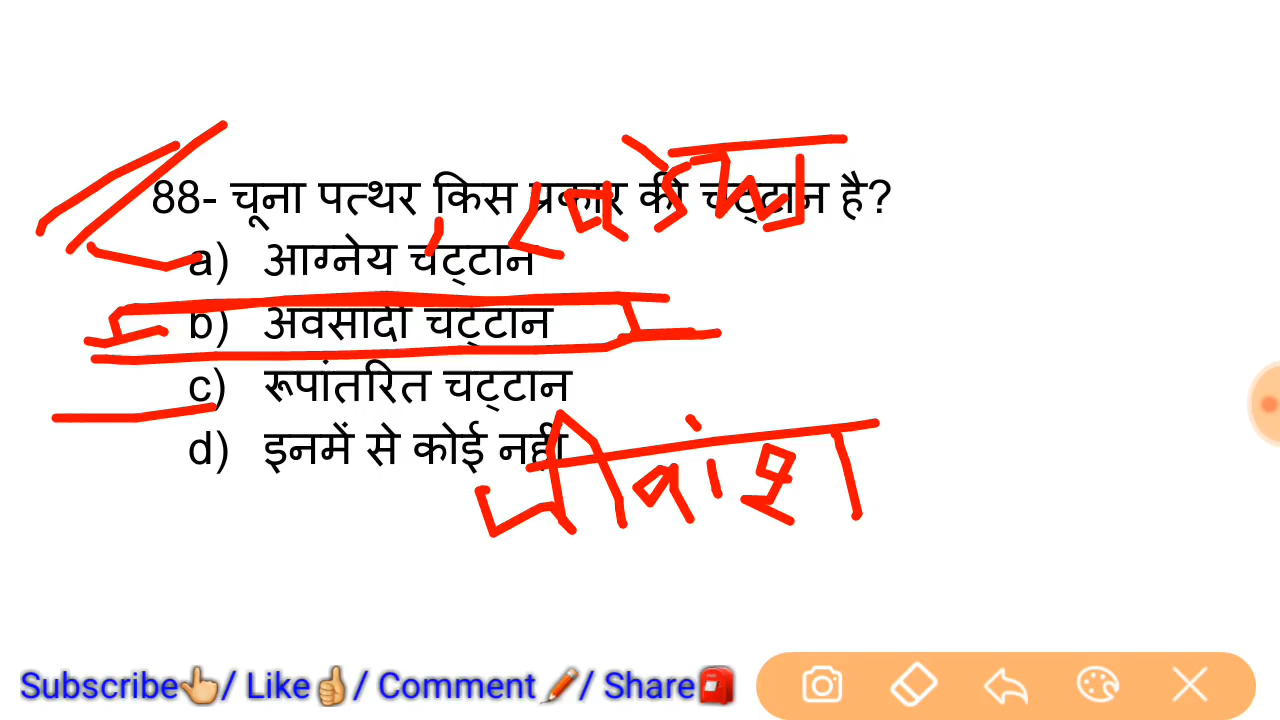 88- चूना पत्थर किस प्रकार की चट्टान है?
a) आग्नेय चट्टान
b) अवसादी चट्टान
c) रूपांतरित चट्टान
d) इनमें से कोई नही
जीवांश
Subscribe👆/ Like👍/ Comment 🖍/ Share